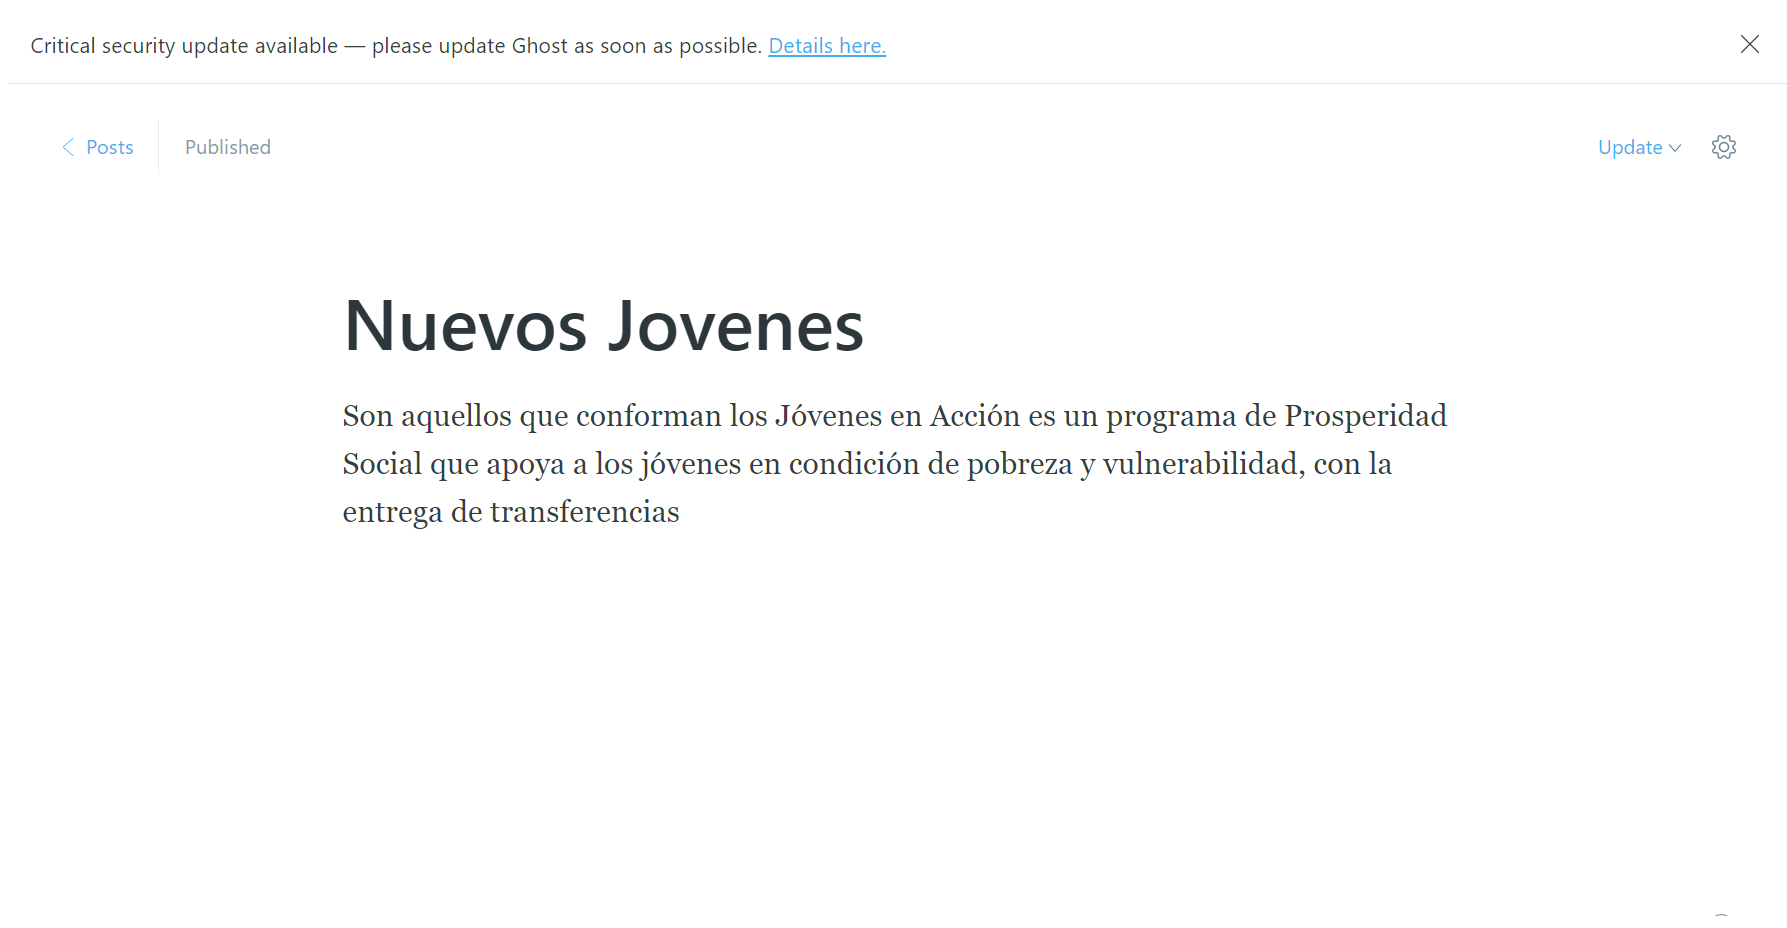 Critical security update available — please update Ghost as soon as possible. Details here.
Posts
Published
Update
Nuevos Jovenes
Son aquellos que conforman los Jóvenes en Acción es un programa de Prosperidad
Social que apoya a los jóvenes en condición de pobreza y vulnerabilidad, con la
entrega de transferencias